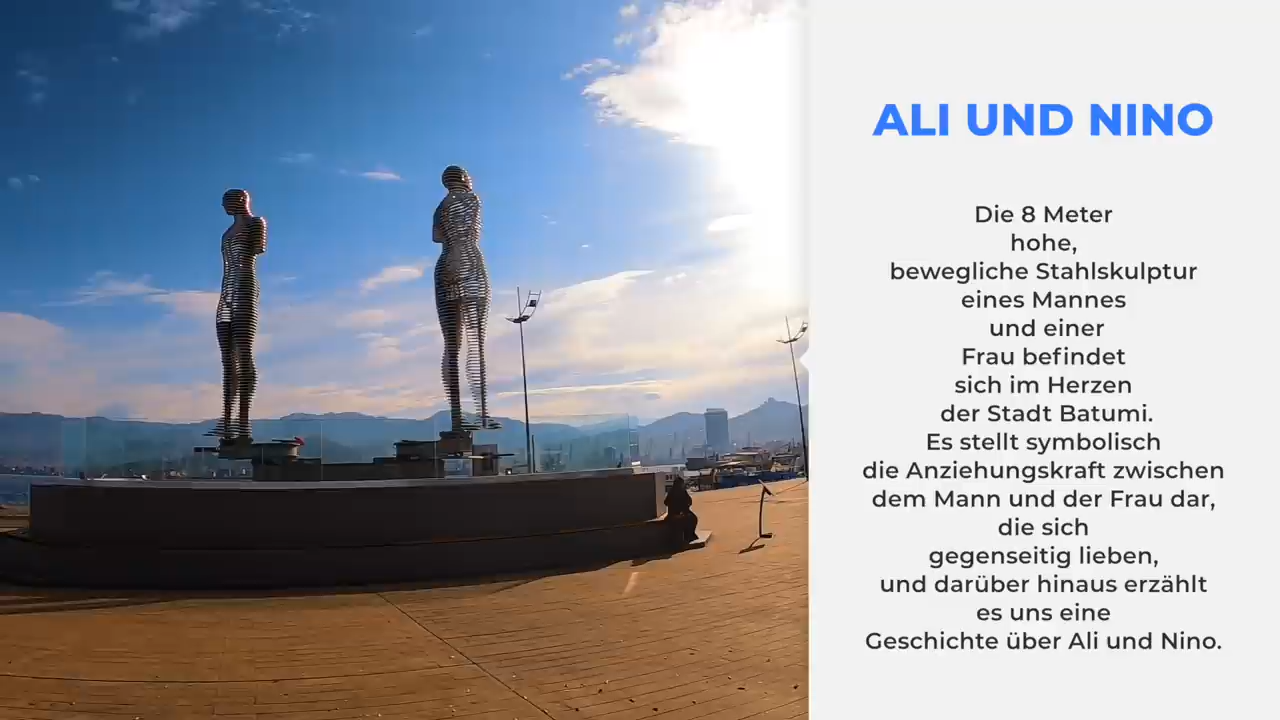 ALI UND NINO
Die 8 Meter
hohe,
bewegliche Stahlskulptur
eines Mannes
und einer
Frau befindet
sich im Herzen
der Stadt Batumi.
Es stellt symbolisch
die Anziehungskraft zwischen
dem Mann und der Frau dar,
die sich
gegenseitig lieben,
und darüber hinaus erzählt
es uns eine
Geschichte über Ali und Nino.